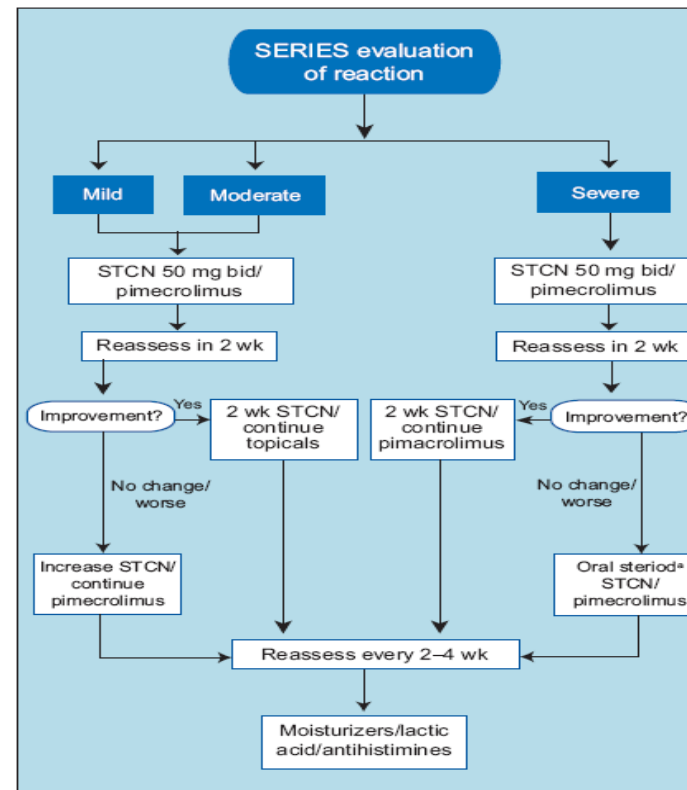 SERIES evaluation
of reaction
Mild
Moderate
Severe
STCN 50 mg bid/
pimecrolimus
STCN 50 mg bid/
pimecrolimus
Reassess in 2 wk
Reassess in 2 wk
Improvement?
Yes
2 wk STCN/
continue
topicals
2 wk STCN/
continue
pimacrolimus
Yes
Improvement?
No change/
worse
No change/
worse
Increase STCN/
continue
pimecrolimus
Oral steriodᵃ
STCN/
pimecrolimus
Reassess every 2–4 wk
Moisturizers/lactic
acid/antihistimines